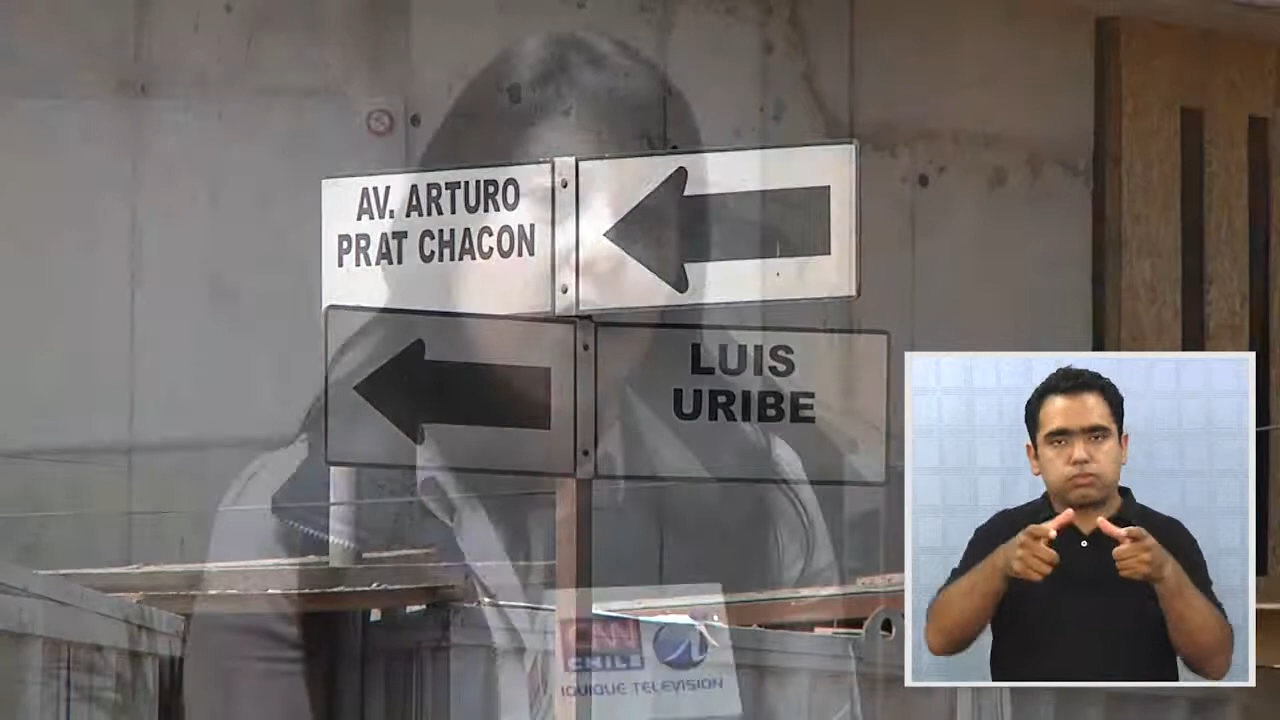 AV. ARTURO
PRAT CHACON
LUIS
URIBE
CNN
CHILE
IQUIQUE TELEVISION